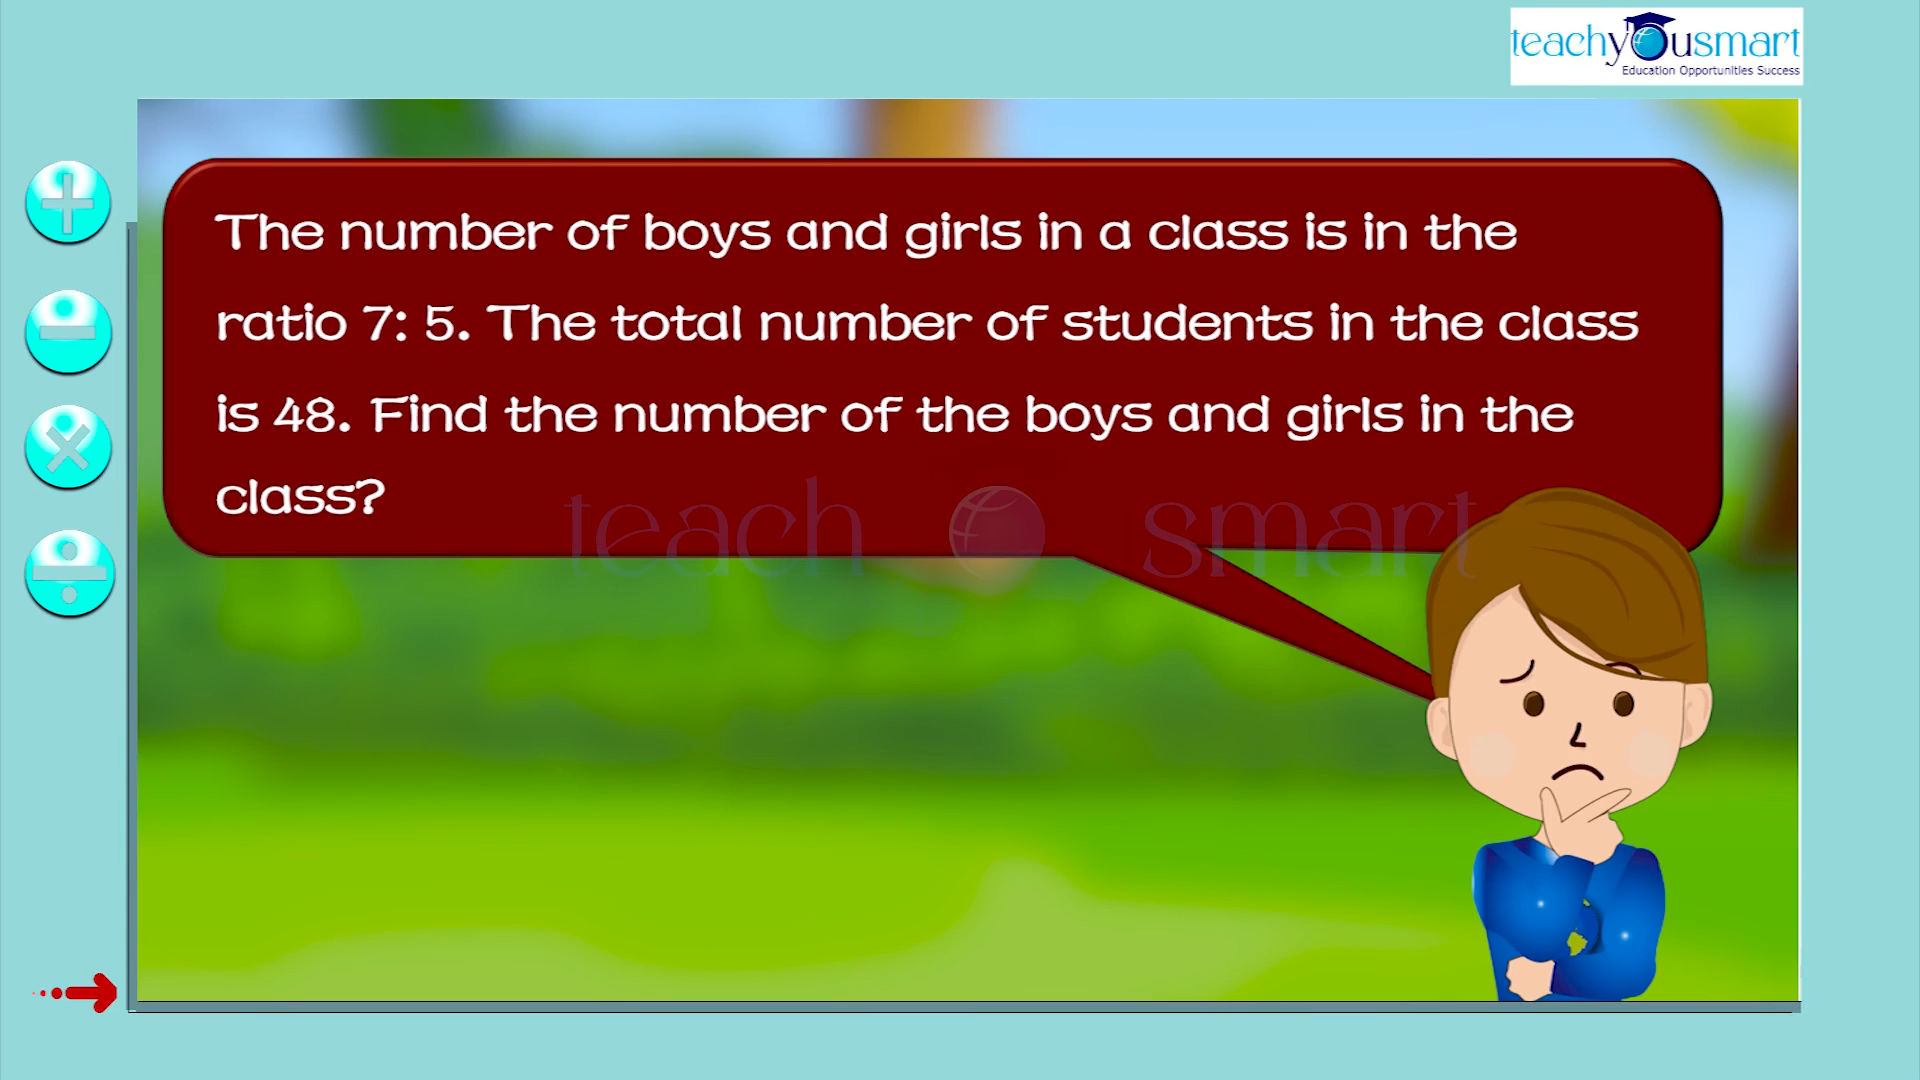 teachyousmart
Education Opportunities Success
The number of boys and girls in a class is in the
ratio 7: 5. The total number of students in the class
is 48. Find the number of the boys and girls in the
class?
teach smart